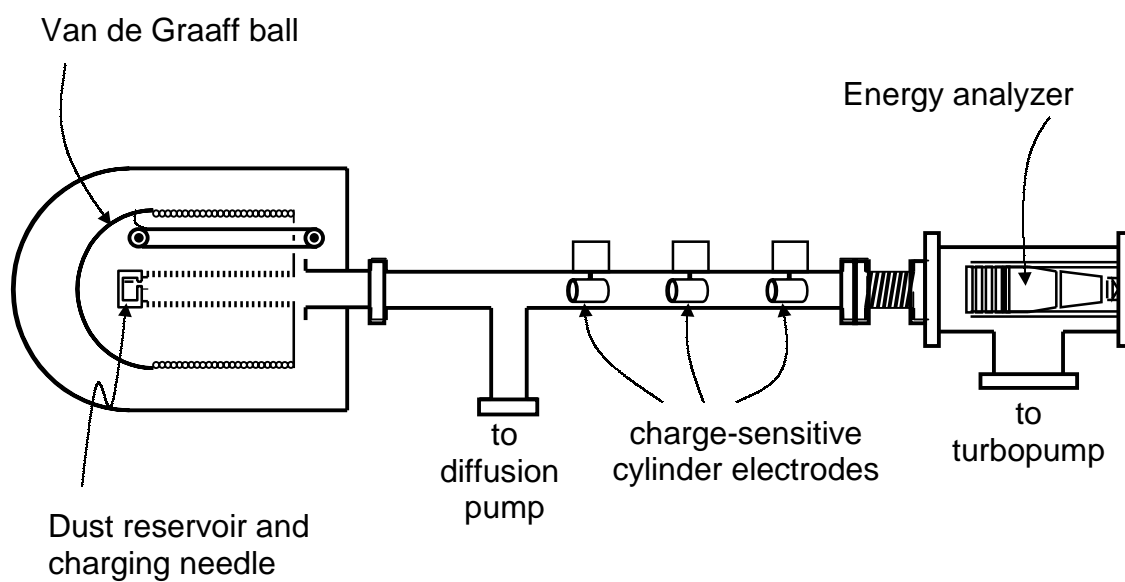 Van de Graaff ball
Energy analyzer
to
diffusion
pump
charge-sensitive
cylinder electrodes
to
turbopump
Dust reservoir and
charging needle